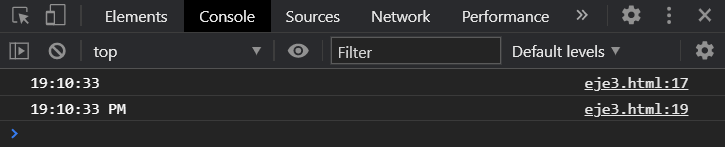 Elements Console Sources Network Performance »
top Filter Default levels
19:10:33 eje3.html:17
19:10:33 PM eje3.html:19
>